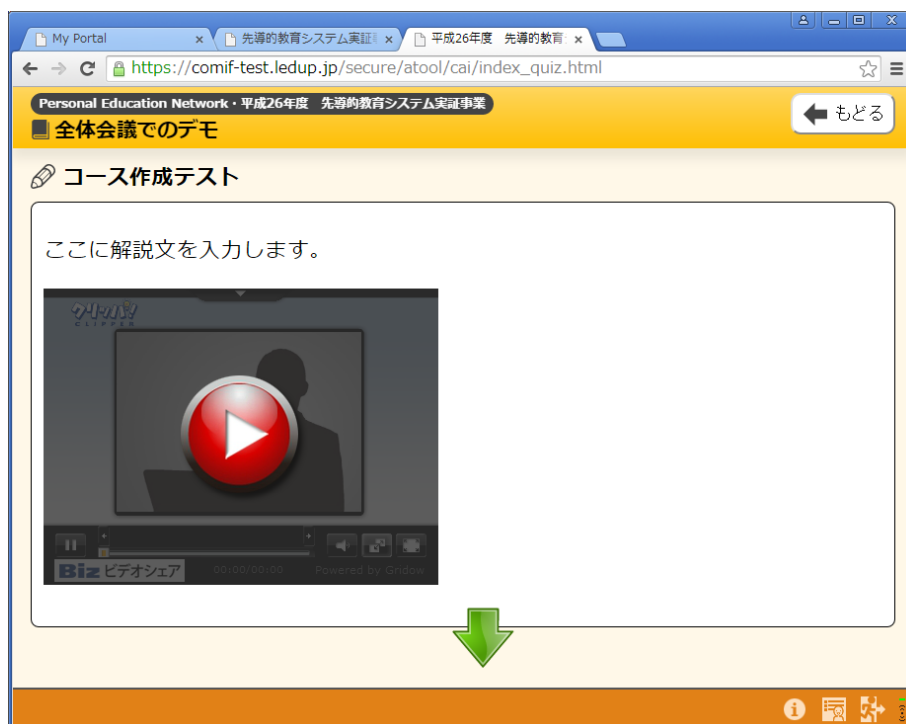 My Portal
先導的教育システム実証
平成26年度 先導的教育
https://comif-test.ledup.jp/secure/atool/cai/index_quiz.html
Personal Education Network・平成26年度 先導的教育システム実証事業
全体会議でのデモ
もどる
コース作成テスト
ここに解説文を入力します。
クリッパ!
CLIPPER
Biz ビデオシェア
00:00/00:00
Powered by Gridow